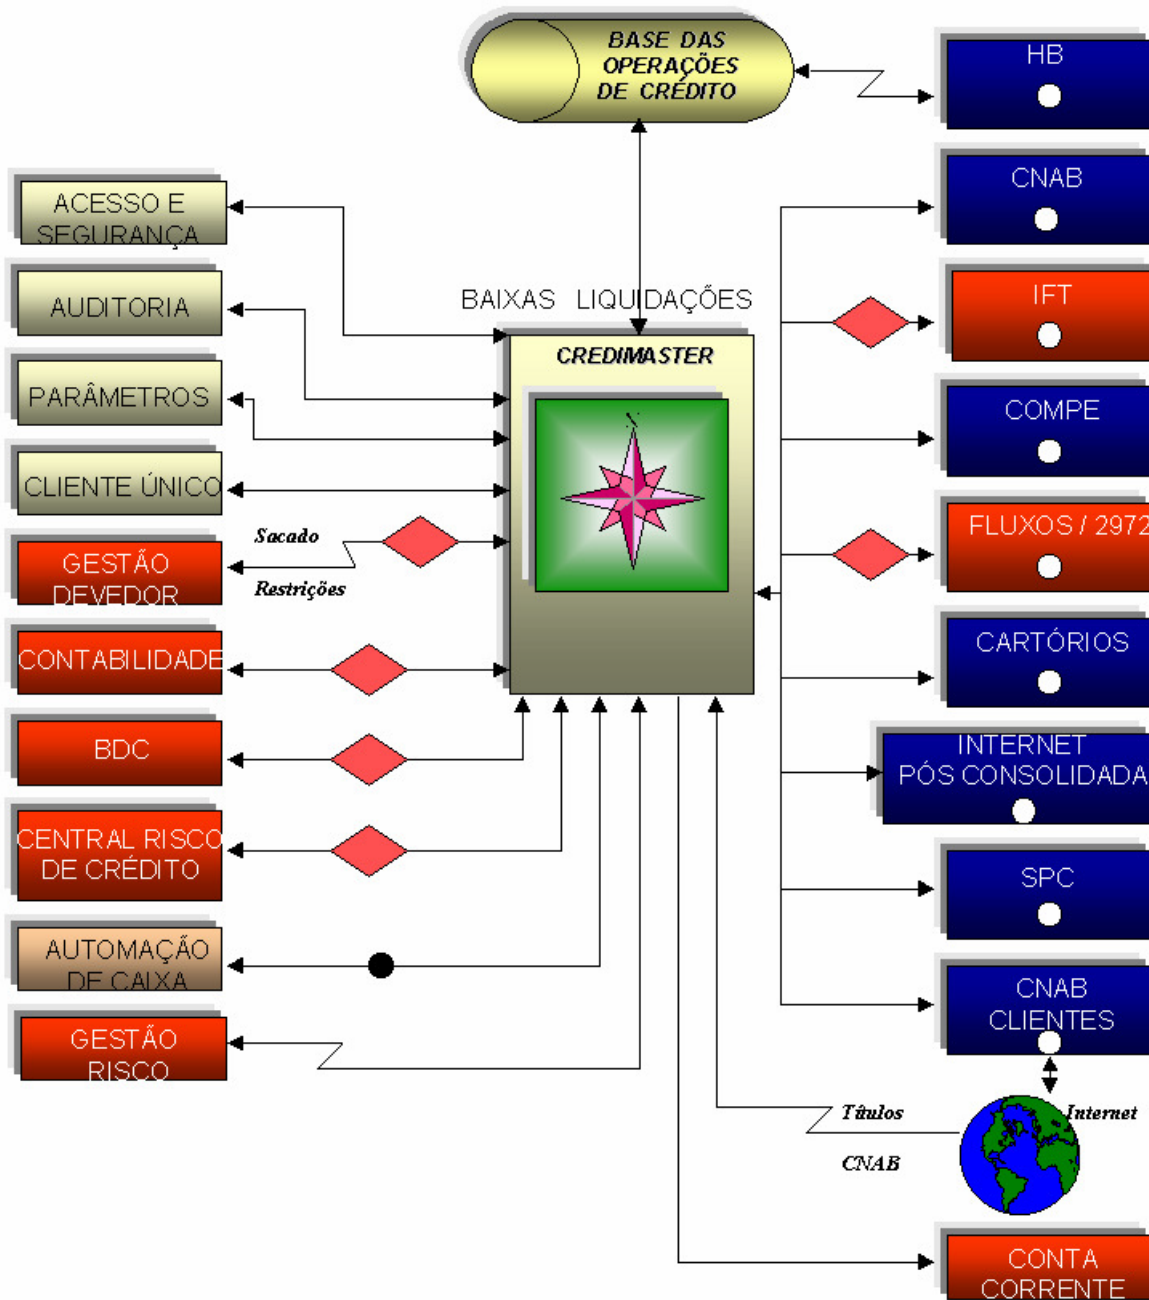 BASE DAS
OPERAÇÕES
DE CRÉDITO
HB
CNAB
IFT
COMPE
FLUXOS / 2972
CARTÓRIOS
INTERNET
PÓS CONSOLIDADA
SPC
CNAB
CLIENTES
ACESSO E
SEGURANÇA
AUDITORIA
PARÂMETROS
CLIENTE ÚNICO
GESTÃO
DEVEDOR
CONTABILIDADE
BDC
CENTRAL RISCO
DE CRÉDITO
AUTOMAÇÃO
DE CAIXA
GESTÃO
RISCO
Sacado
Restrições
BAIXAS LIQUIDAÇÕES
CREDIMASTER
N
Títulos
CNAB
Internet
CONTA
CORRENTE